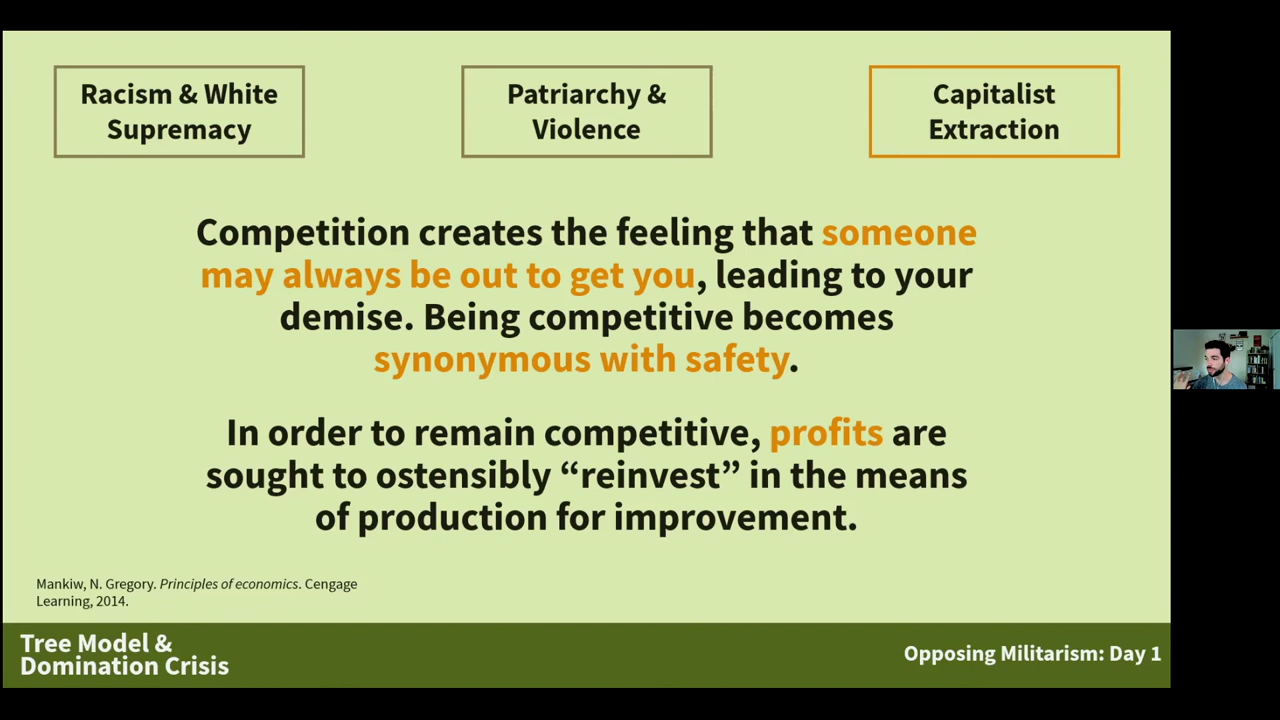 Racism & White
Supremacy
Patriarchy &
Violence
Capitalist
Extraction
Competition creates the feeling that someone
may always be out to get you, leading to your
demise. Being competitive becomes
synonymous with safety.
In order to remain competitive, profits are
sought to ostensibly “reinvest” in the means
of production for improvement.
Mankiw, N. Gregory. Principles of economics. Cengage
Learning, 2014.
Tree Model &
Domination Crisis
Opposing Militarism: Day 1